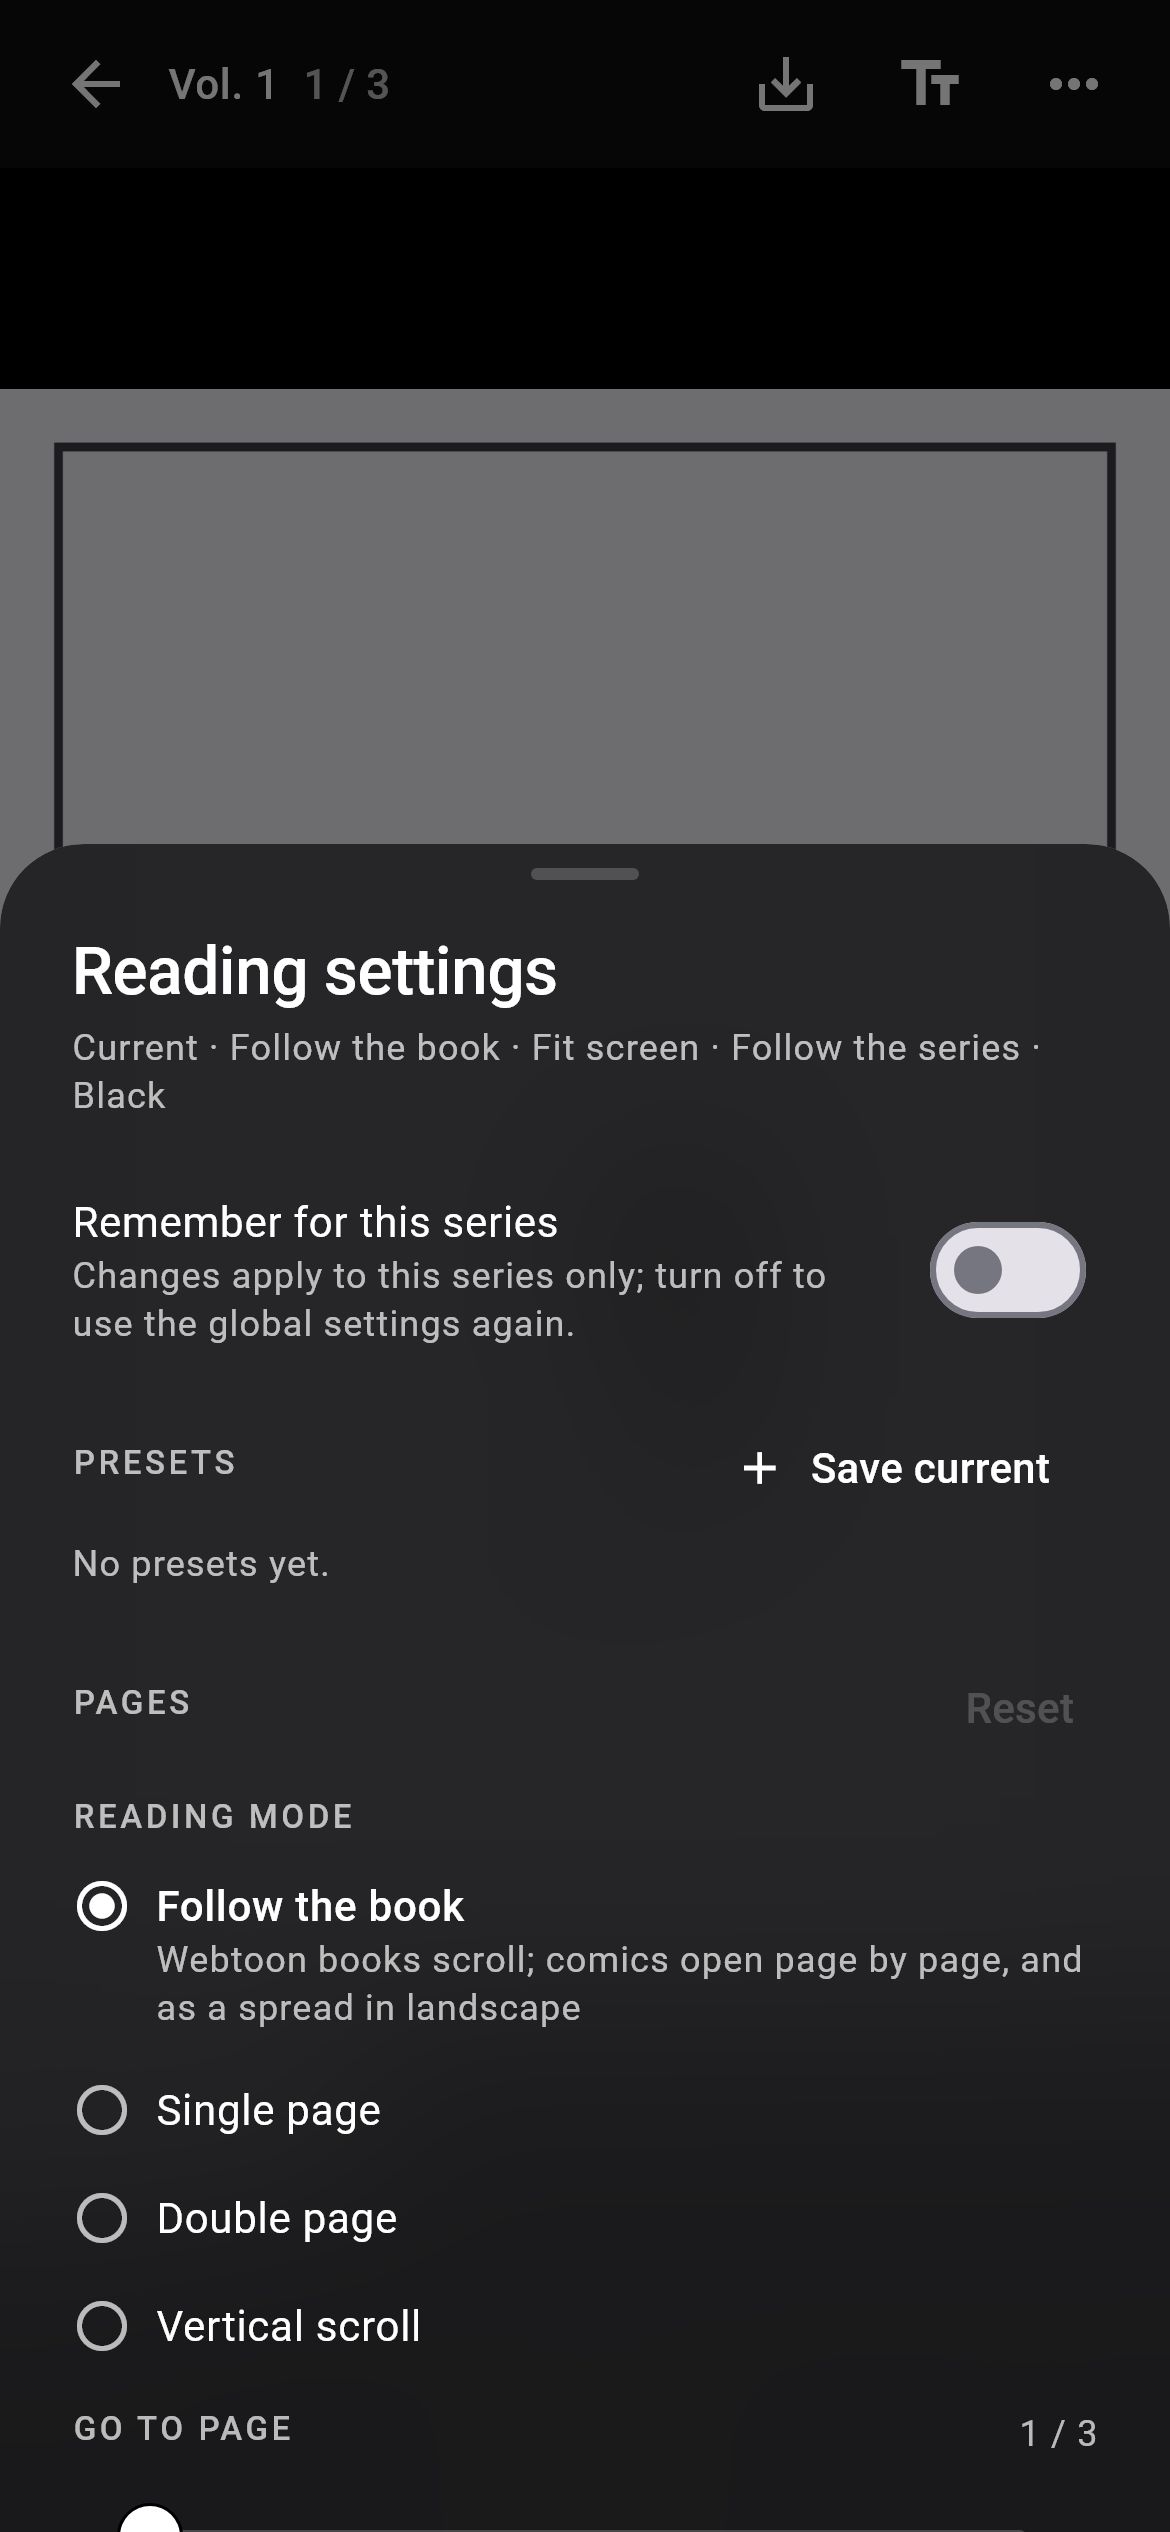 Vol. 1 1 / 3
Reading settings
Current · Follow the book · Fit screen · Follow the series ·
Black
Remember for this series
Changes apply to this series only; turn off to
use the global settings again.
PRESETS
+ Save current
No presets yet.
PAGES
Reset
READING MODE
Follow the book
Webtoon books scroll; comics open page by page, and
as a spread in landscape
Single page
Double page
Vertical scroll
GO TO PAGE
1 / 3